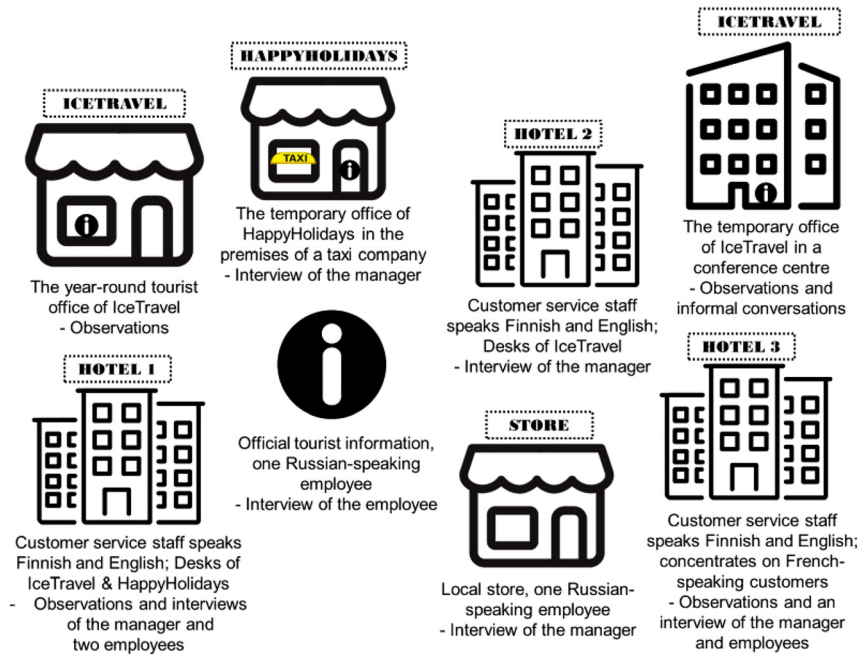 ICETRAVEL
The year-round tourist
office of IceTravel
- Observations
HAPPYHOLIDAYS
TAXI
i
The temporary office of
HappyHolidays in the
premises of a taxi company
- Interview of the manager
HOTEL 2
Customer service staff
speaks Finnish and English;
Desks of IceTravel
- Interview of the manager
ICETRAVEL
i
The temporary office
of IceTravel in a
conference centre
- Observations and
informal conversations
HOTEL 1
Customer service staff speaks
Finnish and English; Desks of
IceTravel & HappyHolidays
- Observations and interviews
of the manager and
two employees
i
Official tourist information,
one Russian-speaking
employee
- Interview of the employee
STORE
Local store, one Russian-
speaking employee
- Interview of the manager
HOTEL 3
Customer service staff
speaks Finnish and English;
concentrates on French-
speaking customers
- Observations and an
interview of the manager
and employees